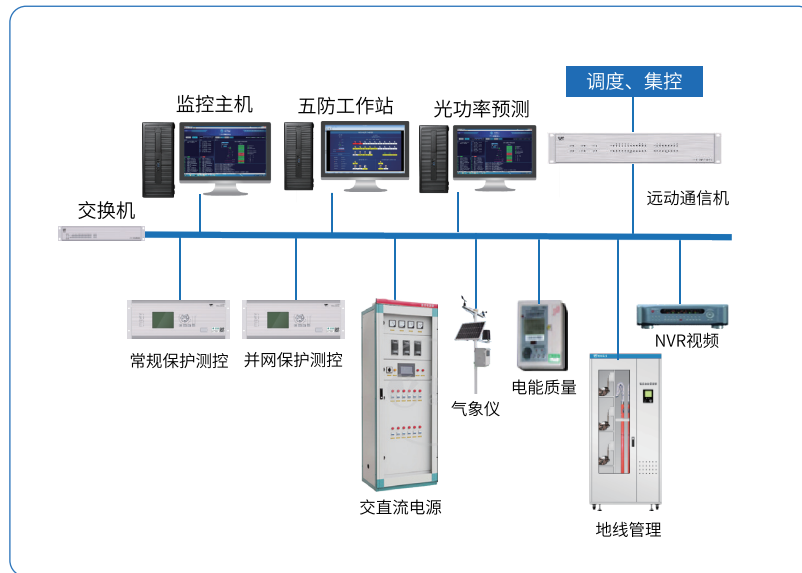 调度、集控
监控主机
五防工作站
光功率预测
远动通信机
交换机
常规保护测控
并网保护测控
交直流电源
气象仪
电能质量
NVR视频
地线管理